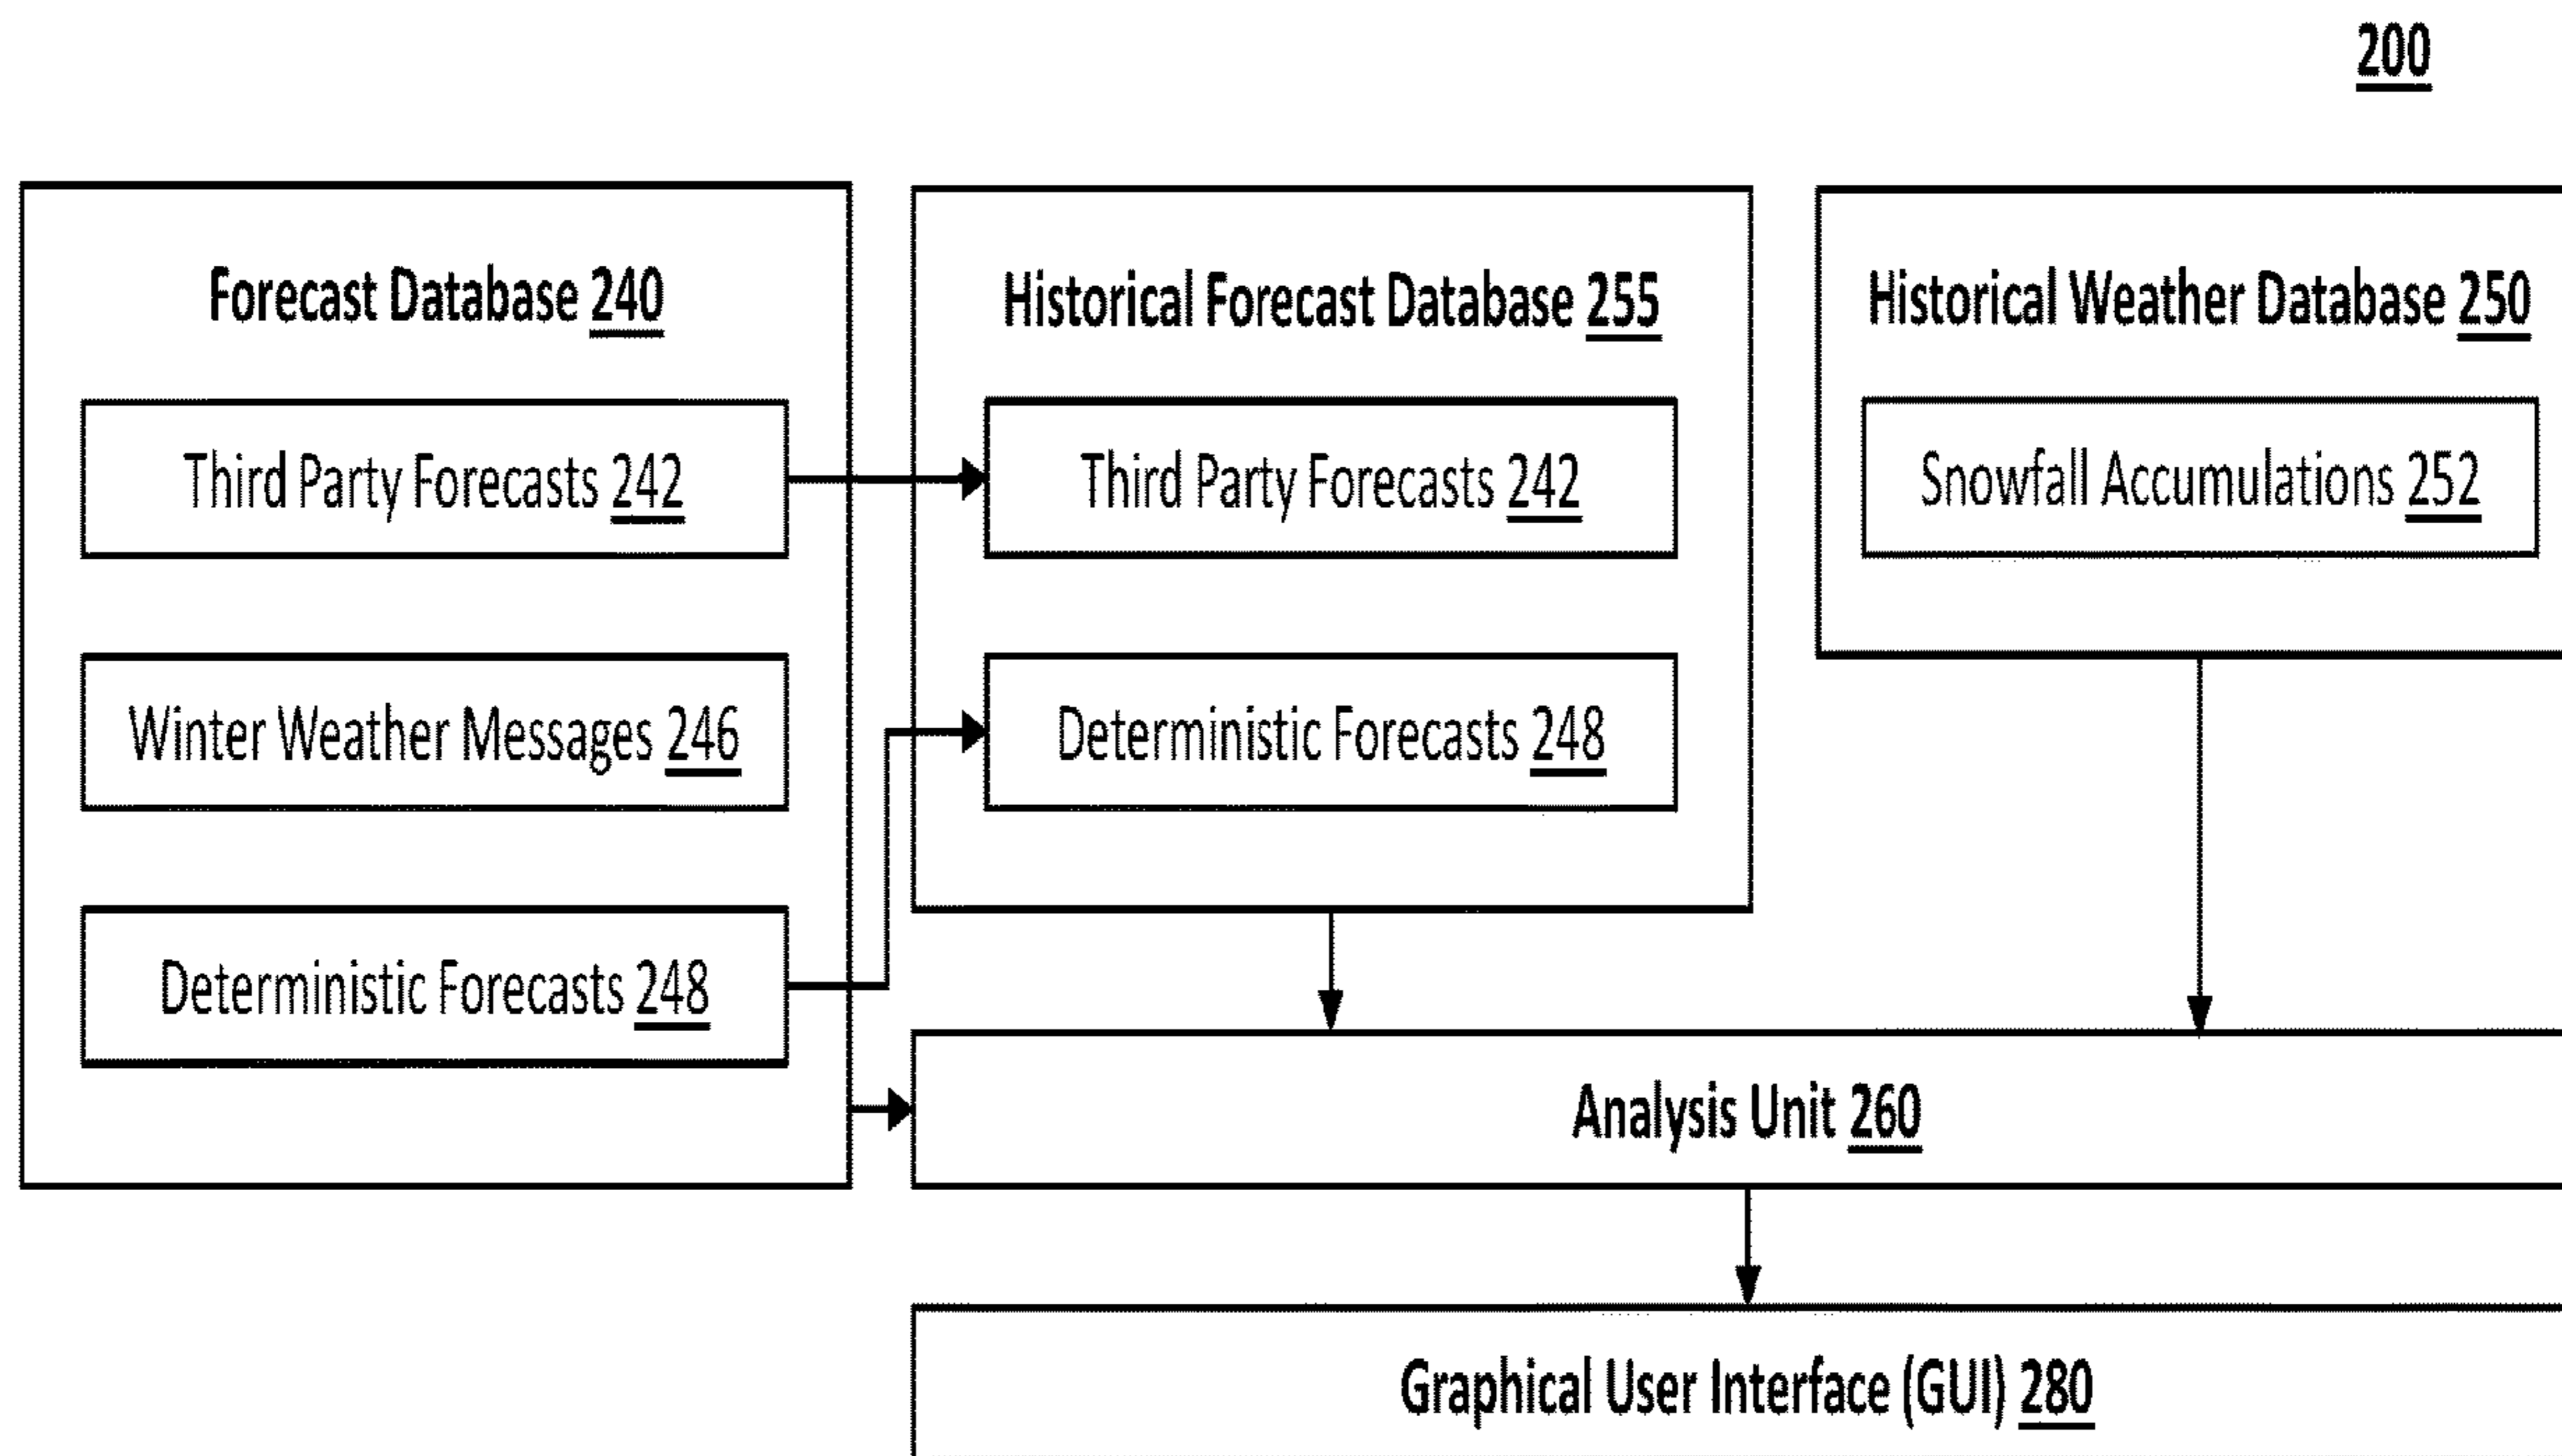 200
Forecast Database 240
Third Party Forecasts 242
Winter Weather Messages 246
Deterministic Forecasts 248
Historical Forecast Database 255
Third Party Forecasts 242
Deterministic Forecasts 248
Historical Weather Database 250
Snowfall Accumulations 252
Analysis Unit 260
Graphical User Interface (GUI) 280